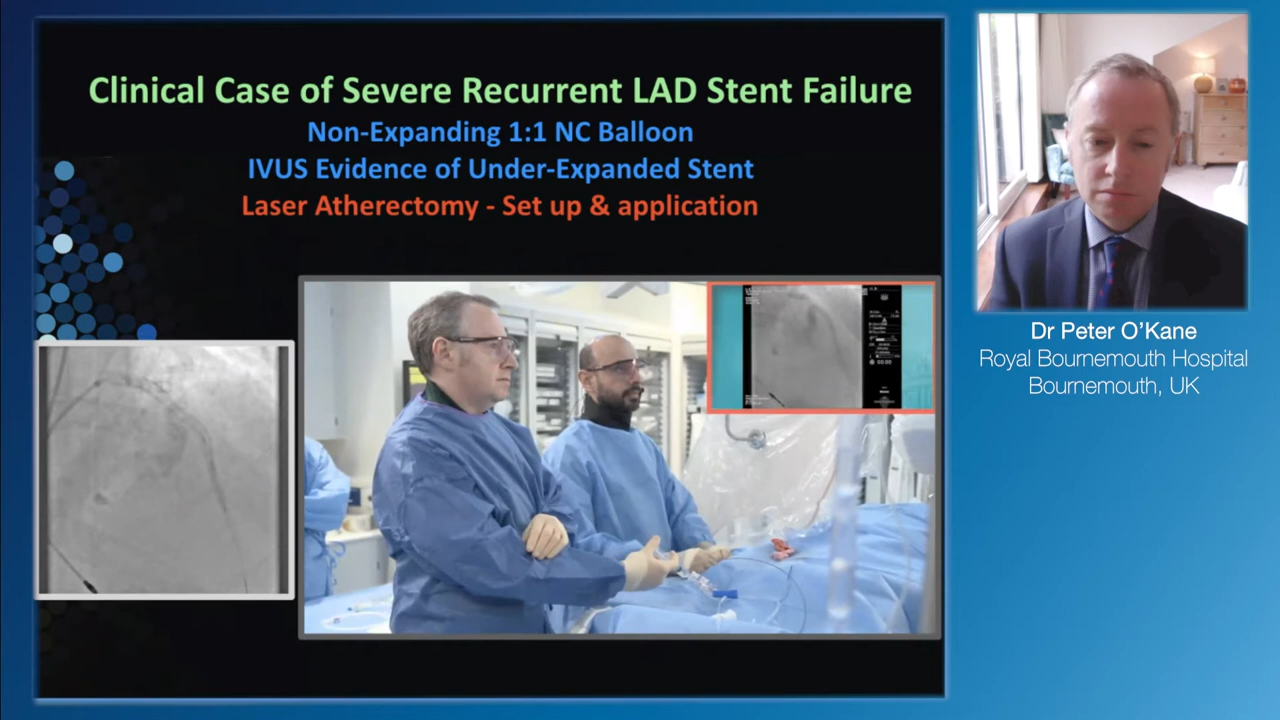 Clinical Case of Severe Recurrent LAD Stent Failure
Non-Expanding 1:1 NC Balloon
IVUS Evidence of Under-Expanded Stent
Laser Atherectomy - Set up & application
Dr Peter O'Kane
Royal Bournemouth Hospital
Bournemouth, UK